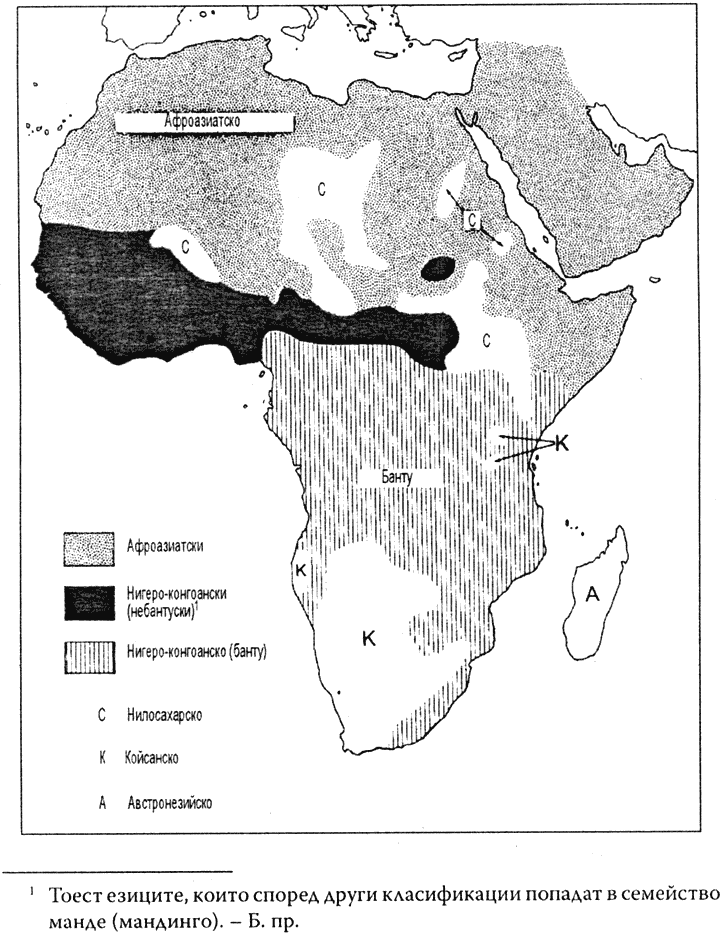 Афроазиатско
С
С
С
С
К
Банту
К
К
А
Афроазиатски
Нигеро-конгоански
(небантуски)¹
Нигеро-конгоанско (банту)
С Нилосахарско
К Койсанско
А Австронезийско
¹ Тоест езиците, които според други класификации попадат в семейство
манде (мандинго). – Б. пр.